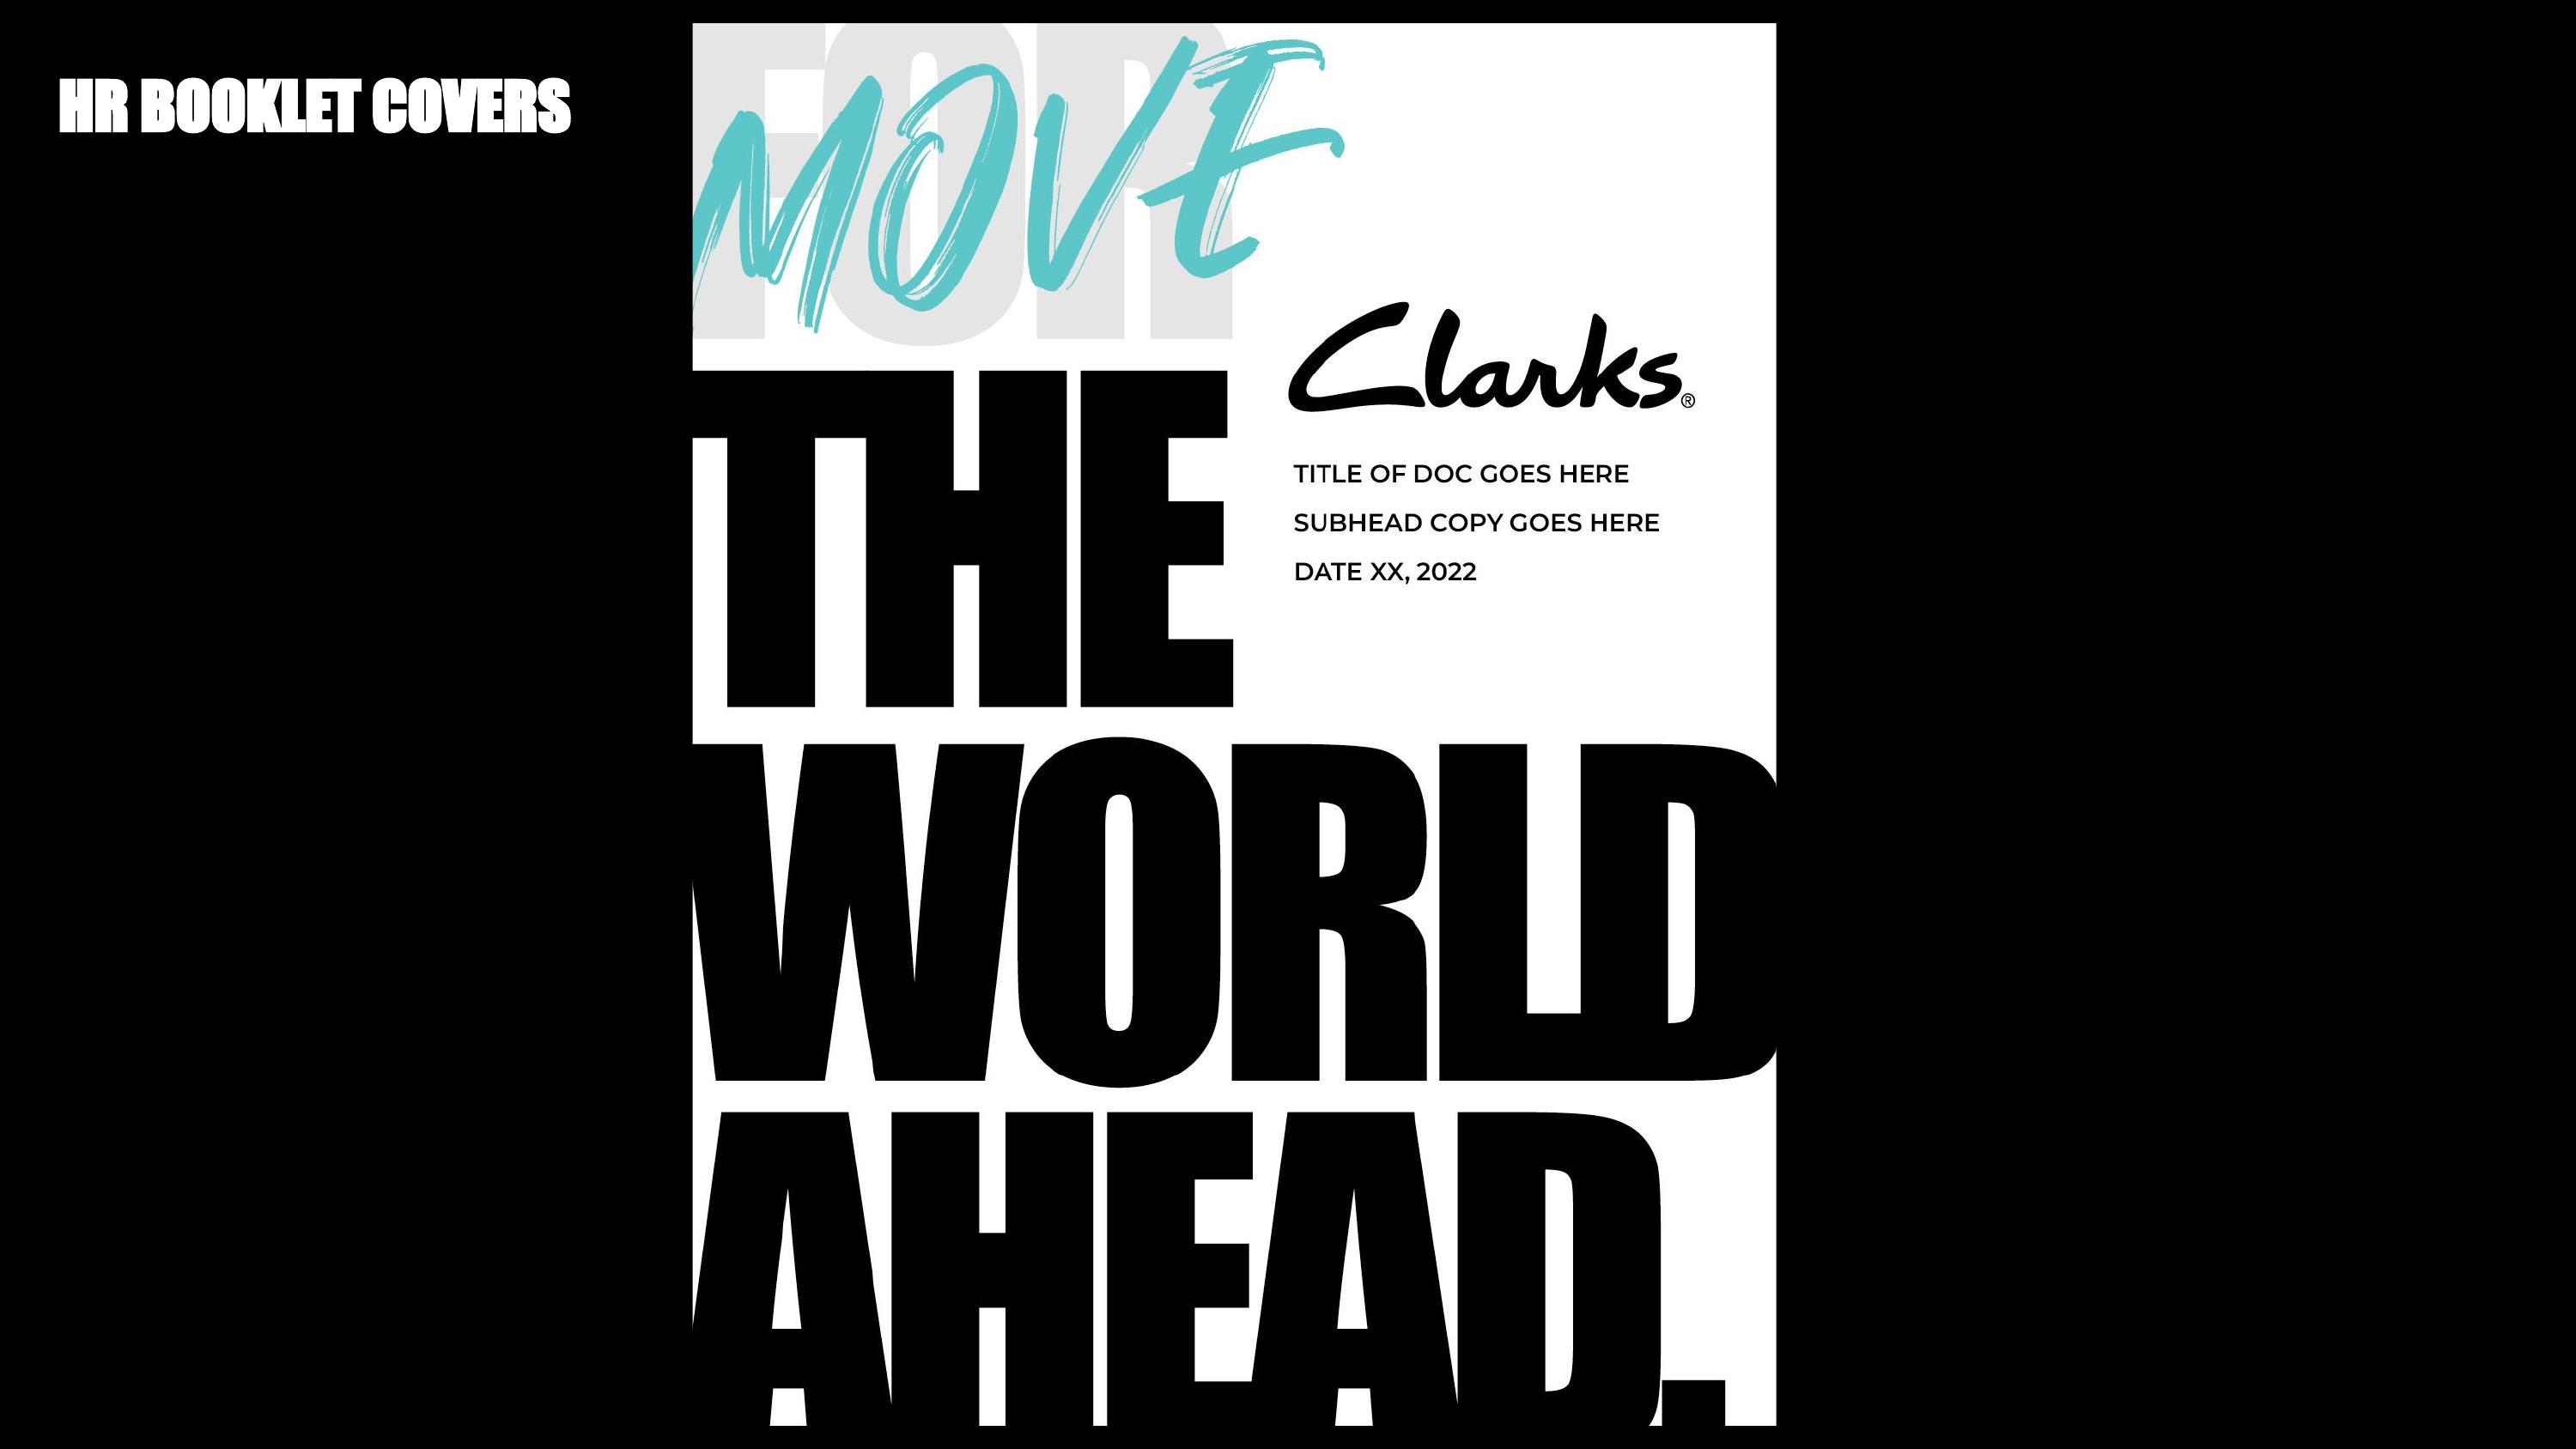 HR BOOKLET COVERS
FOR
MOVE
THE
WORLD
AHEAD.
Clarks®
TITLE OF DOC GOES HERE
SUBHEAD COPY GOES HERE
DATE XX, 2022